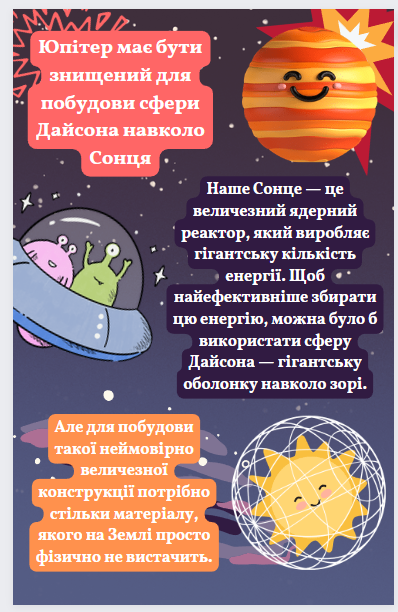 Юпітер має бути
знищений для
побудови сфери
Дайсона навколо
Сонця
Наше Сонце — це
величезний ядерний
реактор, який виробляє
гігантську кількість
енергії. Щоб
найефективніше збирати
цю енергію, можна було б
використати сферу
Дайсона — гігантську
оболонку навколо зорі.
Але для побудови
такої неймовірно
величезної
конструкції потрібно
стільки матеріалу,
якого на Землі просто
фізично не вистачить.